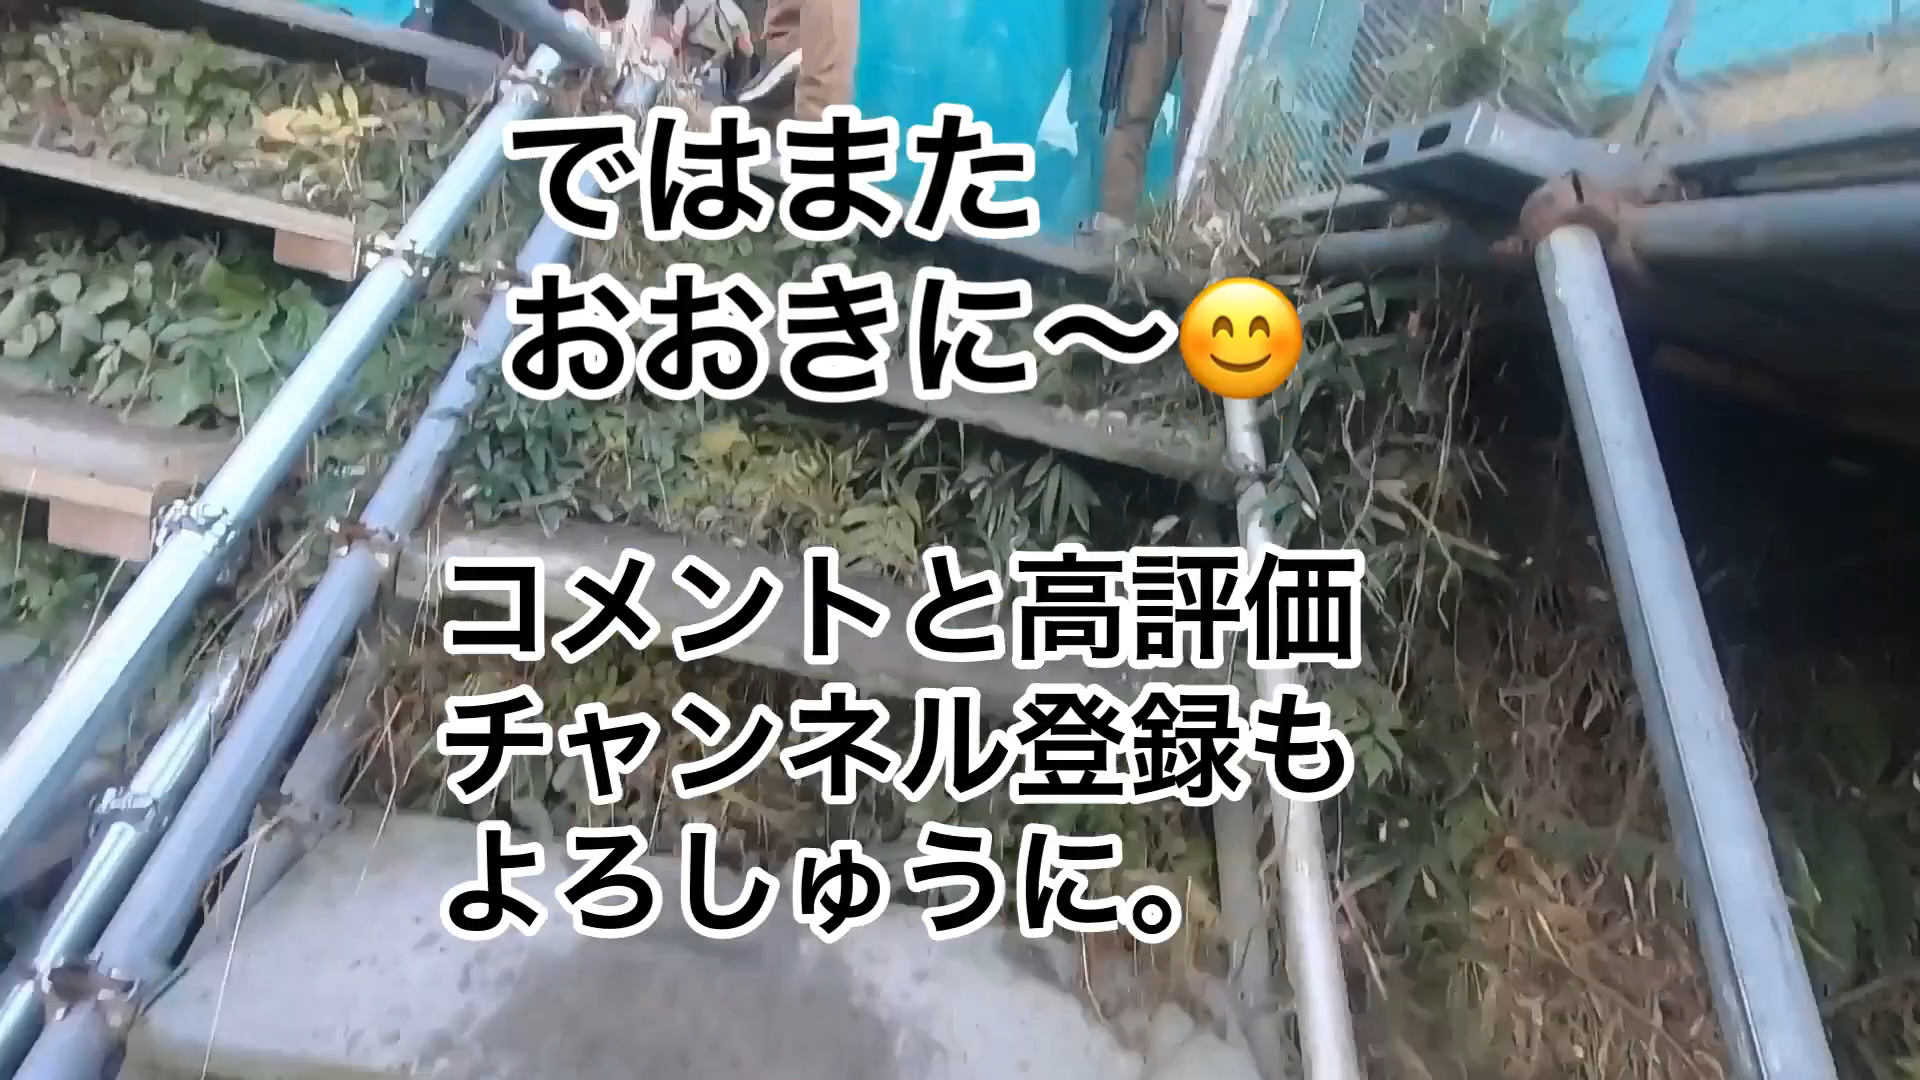 ではまた
おおきに〜😊
コメントと高評価
チャンネル登録も
よろしゅうに。